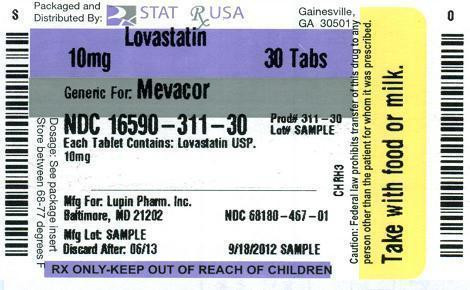 Packaged and
Distributed By:
STAT Rx USA
Gainesville,
GA 30501
S
O
Lovastatin
10mg 30 Tabs
Generic For: Mevacor
NDC 16590-311-30
Prod# 311-30
Lot# SAMPLE
Each Tablet Contains: Lovastatin USP.
10mg
CHRH3
Mfg For: Lupin Pharm. Inc.
Baltimore, MD 21202 NDC 68180-467-01
Mfg Lot: SAMPLE
Discard After: 06/13 9/18/2012 SAMPLE
RX ONLY-KEEP OUT OF REACH OF CHILDREN
Dosage: See package insert
Store between 68-77 degrees F
Caution: Federal law prohibits transfer of this drug to any
person other than the patient for whom it was prescribed.
Take with food or milk.